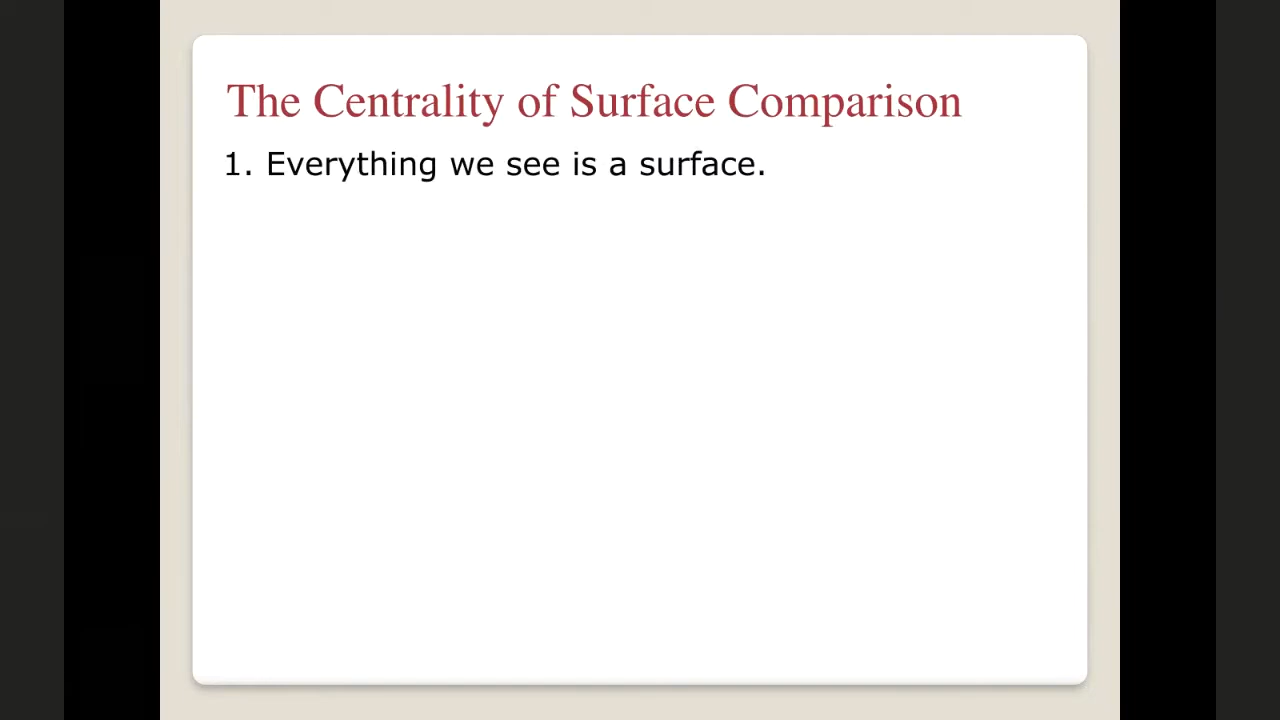 The Centrality of Surface Comparison
1. Everything we see is a surface.